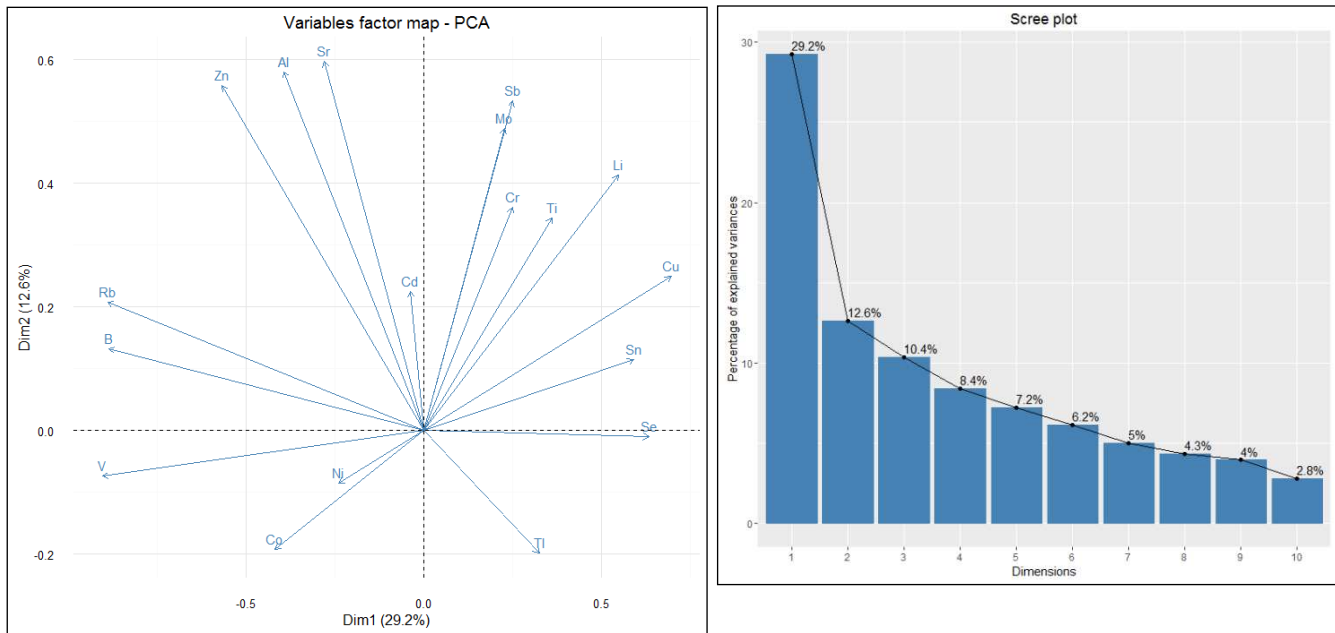 Variables factor map - PCA
0.6
0.4
0.2
0.0
-0.2
Dim2 (12.6%)
Zn
Al
Sr
Sb
Mo
Li
Cr
Ti
Cd
Cu
Rb
B
Sn
Se
V
Ni
Co
Tl
-0.5
0.0
0.5
Dim1 (29.2%)
Scree plot
30
20
10
0
Percentage of explained variances
29.2%
12.6%
10.4%
8.4%
7.2%
6.2%
5%
4.3%
4%
2.8%
1
2
3
4
5
6
7
8
9
10
Dimensions